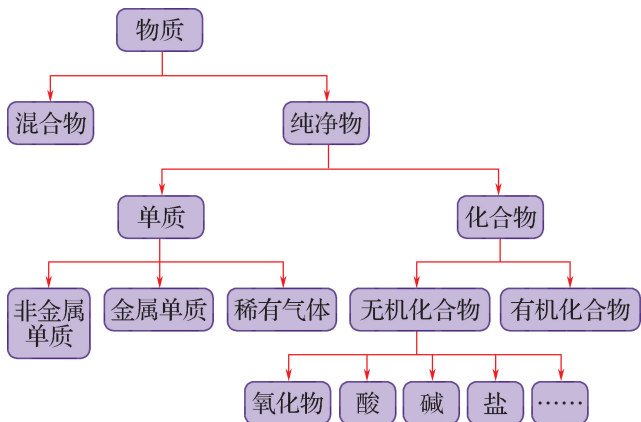 物质
混合物
纯净物
单质
化合物
非金属
单质
金属单质
稀有气体
无机化合物
有机化合物
氧化物
酸
碱
盐
……